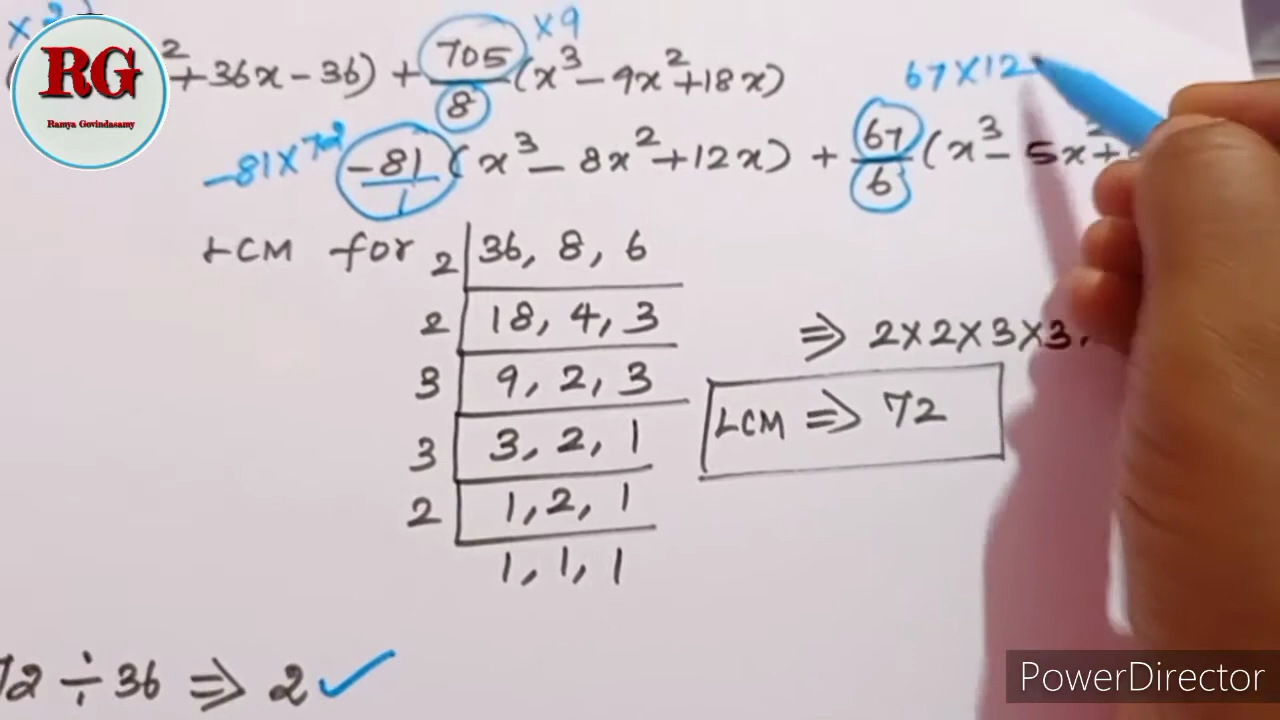 ×2
RG
Ramya Govindasamy
² + 36x - 36) + 705/8 (x³ - 9x² + 18x)
×9
67×12
-81×72
-81/1 (x³ - 8x² + 12x) + 67/6 (x³ - 5x² +
LCM for 2 | 36, 8, 6
2 | 18, 4, 3
⇒ 2×2×3×3.
3 | 9, 2, 3
LCM ⇒ 72
3 | 3, 2, 1
2 | 1, 2, 1
1, 1, 1
72 ÷ 36 ⇒ 2 ✓
PowerDirector